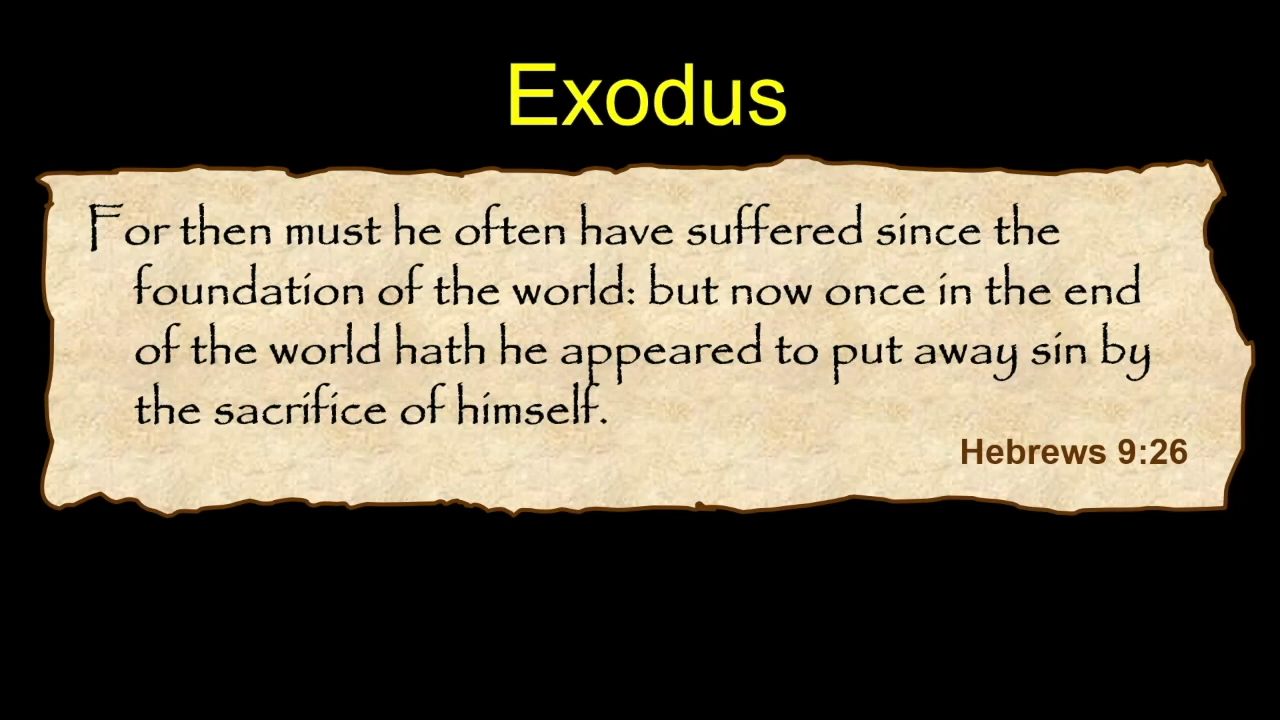 Exodus
For then must he often have suffered since the
foundation of the world: but now once in the end
of the world hath he appeared to put away sin by
the sacrifice of himself.
Hebrews 9:26